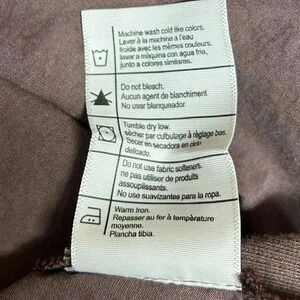 Machine wash cold like colors.
Laver à la machine à l'eau
froide avec les mêmes couleurs.
lavar a máquina con agua fria,
junto a colores similares.
Do not bleach.
Aucun agent de blanchiment
No usar blanqueador
Tumble dry low.
sécher par culbutage à réglage bas.
Secar en secadora en ciclo
delicado.
Do not use fabric softeners.
ne pas utiliser de produits
assouplissants.
No use suavizantes para la ropa.
Warm iron.
Repasser au fer à température
moyenne.
Plancha tibia.